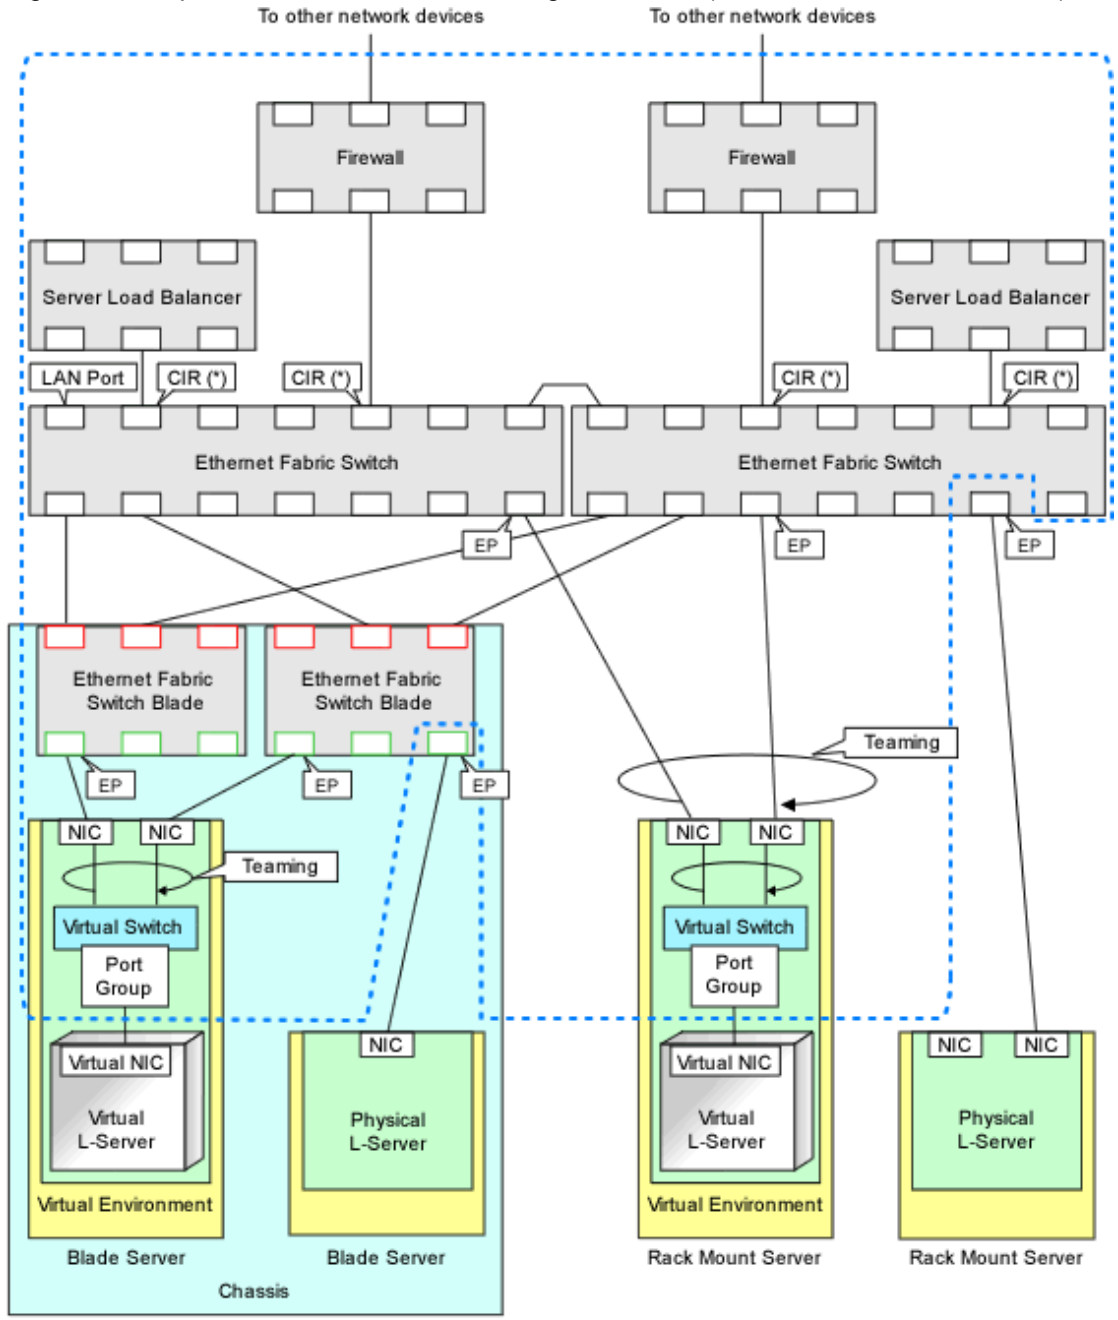 To other network devices
To other network devices
Firewall
Firewall
Server Load Balancer
Server Load Balancer
LAN Port
CIR (*)
CIR (*)
CIR (*)
CIR (*)
Ethernet Fabric Switch
Ethernet Fabric Switch
EP
EP
EP
Ethernet Fabric
Switch Blade
Ethernet Fabric
Switch Blade
Teaming
EP
EP
EP
NIC
NIC
NIC
NIC
Teaming
Virtual Switch
Virtual Switch
Port
Group
Port
Group
NIC
NIC
NIC
Virtual NIC
Virtual NIC
Virtual
L-Server
Physical
L-Server
Virtual
L-Server
Physical
L-Server
Virtual Environment
Virtual Environment
Blade Server
Blade Server
Rack Mount Server
Rack Mount Server
Chassis